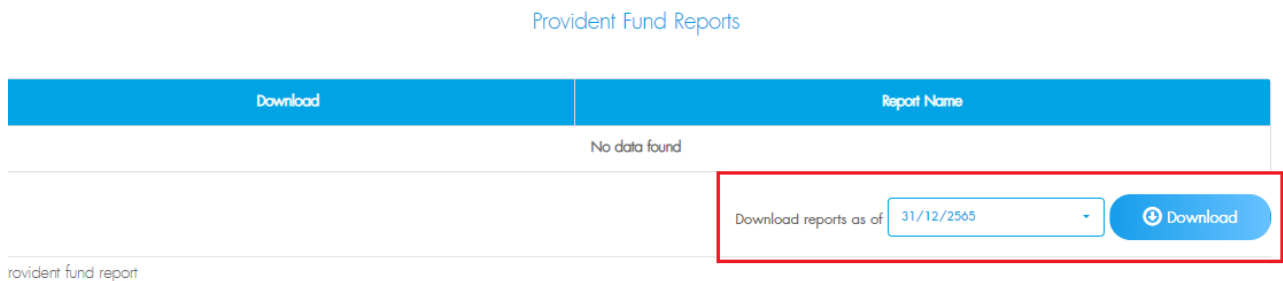 Provident Fund Reports
Download Report Name
No data found
Download reports as of 31/12/2565 Download
rovident fund report